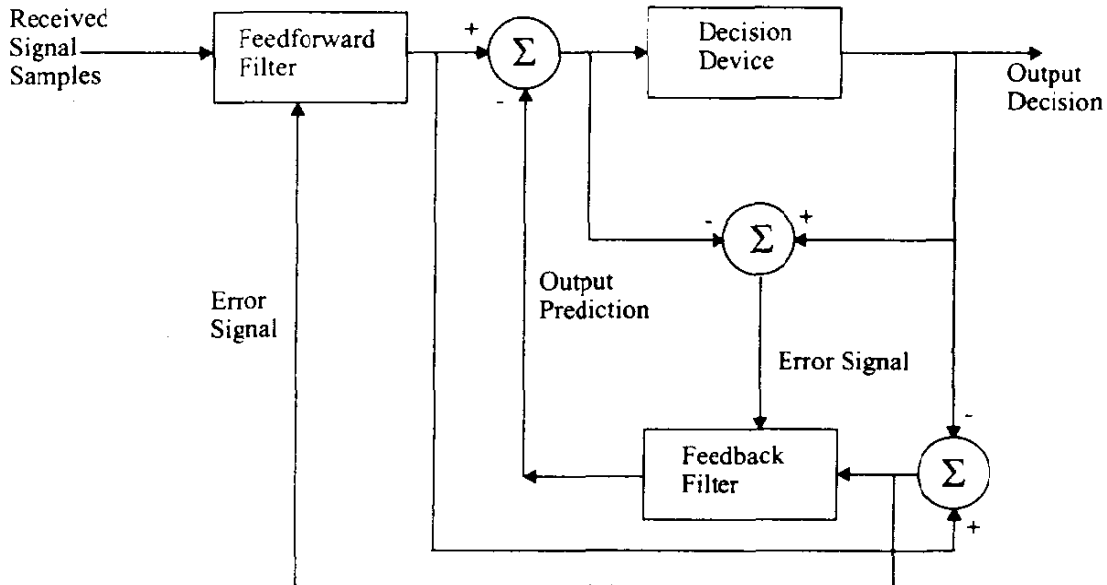 Received
Signal
Samples
Feedforward
Filter
+
Σ
-
Decision
Device
Output
Decision
-
Σ
+
Error
Signal
Output
Prediction
Error Signal
-
Feedback
Filter
Σ
+